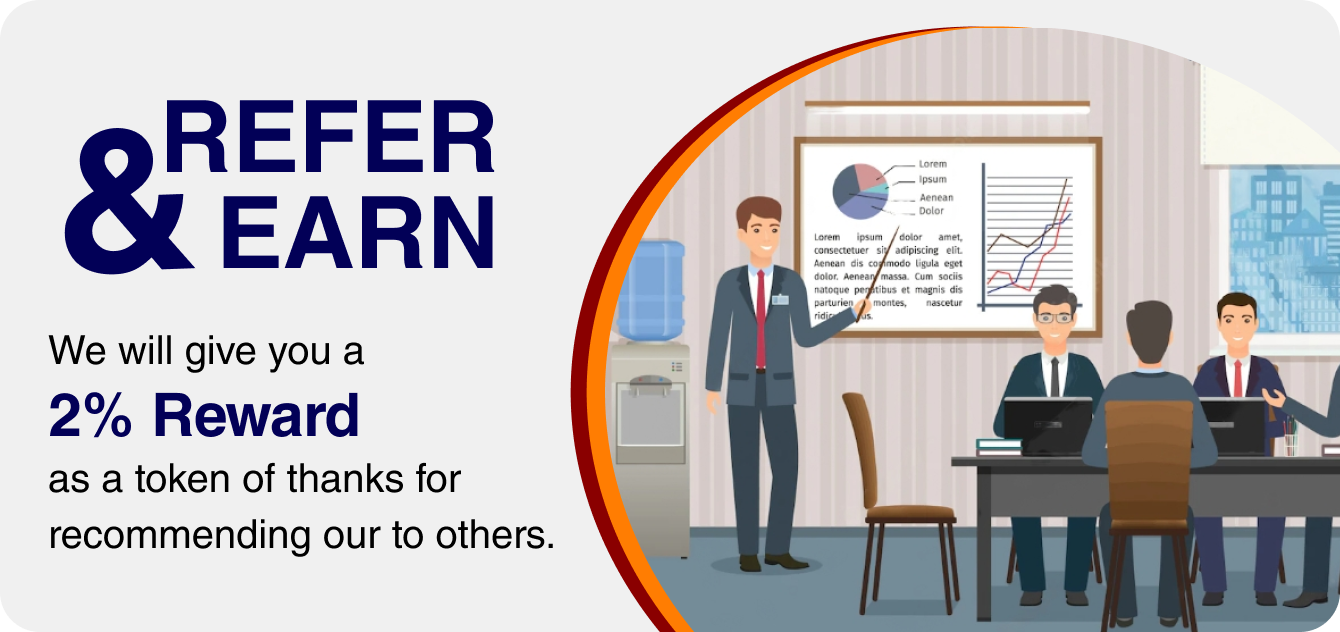 REFER
& EARN
We will give you a
2% Reward
as a token of thanks for
recommending our to others.
Lorem
Ipsum
Aenean
Dolor
Lorem ipsum dolor amet,
consectetuer sit adipiscing elit.
Aenean dis commodo ligula eget
dolor. Aenean massa. Cum sociis
natoque penatibus et magnis dis
parturien montes, nascetur